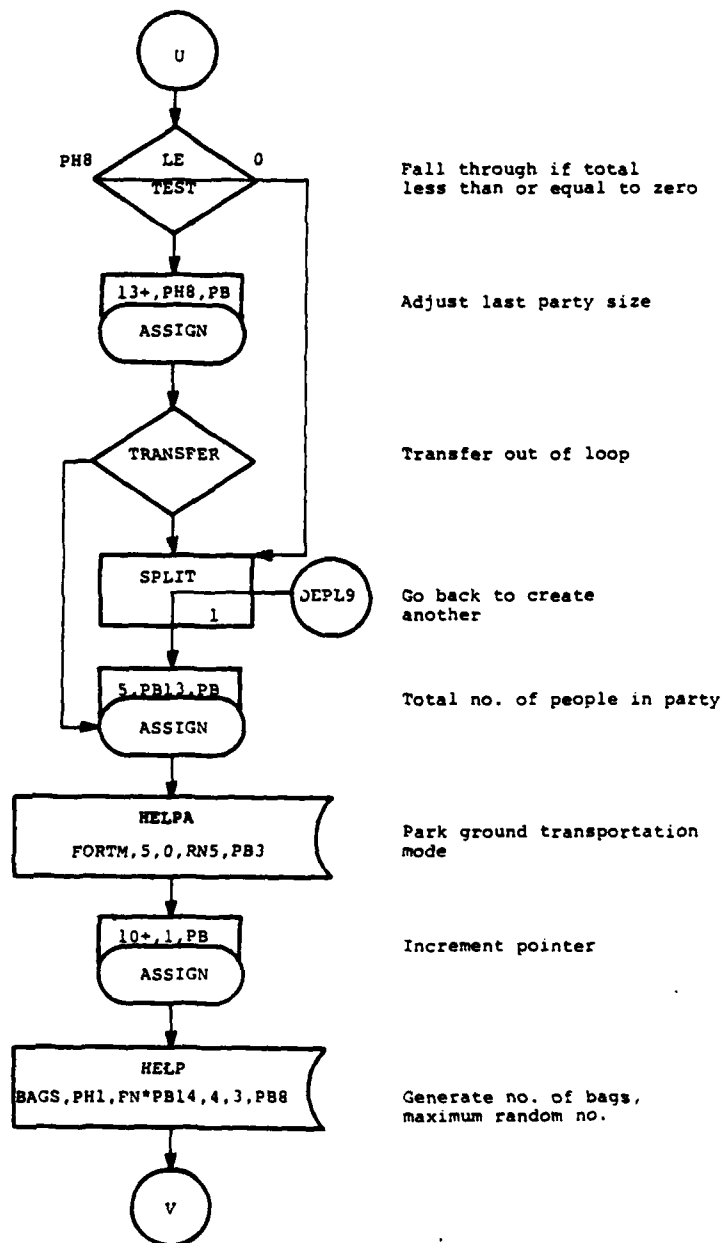 U
PH8 LE 0
TEST
Fall through if total
less than or equal to zero
13+,PH8,PB
ASSIGN
Adjust last party size
TRANSFER
Transfer out of loop
SPLIT
1
DEPL9
Go back to create
another
5,PB13,PB
ASSIGN
Total no. of people in party
HELPA
FORTM,5,0,RN5,PB3
Park ground transportation
mode
10+,1,PB
ASSIGN
Increment pointer
HELP
BAGS,PH1,FN*PB14,4,3,PB8
Generate no. of bags,
maximum random no.
V